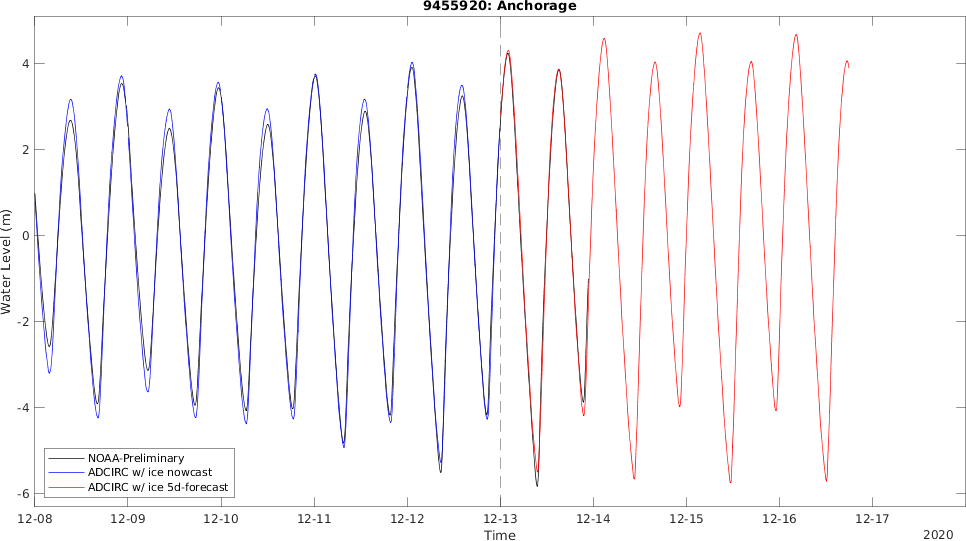 9455920: Anchorage
Water Level (m)
4
2
0
-2
-4
-6
NOAA-Preliminary
ADCIRC w/ ice nowcast
ADCIRC w/ ice 5d-forecast
12-08 12-09 12-10 12-11 12-12 12-13 12-14 12-15 12-16 12-17
Time
2020